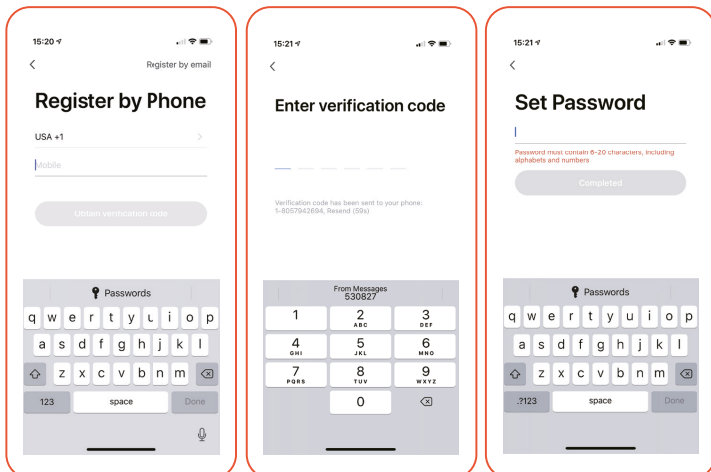 15:20
Register by email
Register by Phone
USA +1
Mobile
Obtain verification code
Passwords
q w e r t y u i o p
a s d f g h j k l
z x c v b n m
123 space Done
15:21
Enter verification code
Verification code has been sent to your phone:
1-8057942694, Resend (59s)
From Messages
530827
1 2 3
ABC DEF
4 5 6
GHI JKL MNO
7 8 9
PQRS TUV WXYZ
0
15:21
Set Password
Password must contain 6-20 characters, including
alphabets and numbers
Completed
Passwords
q w e r t y u i o p
a s d f g h j k l
z x c v b n m
.?123 space Done